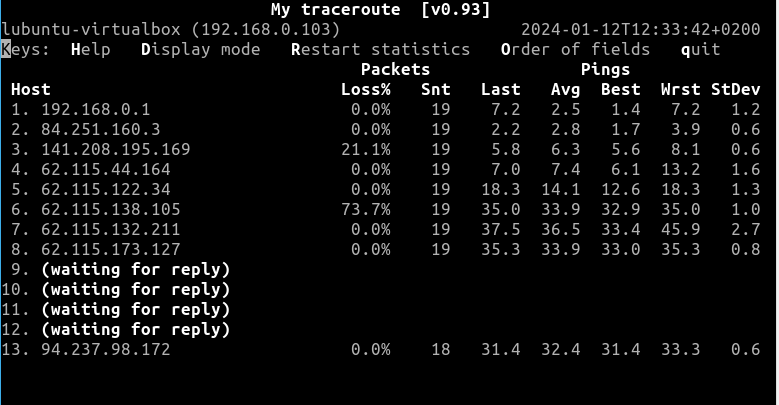 My traceroute  [v0.93]
lubuntu-virtualbox (192.168.0.103)                  2024-01-12T12:33:42+0200
Keys:  Help   Display mode   Restart statistics   Order of fields   quit
                                    Packets               Pings
 Host                             Loss%   Snt   Last   Avg  Best  Wrst StDev
 1. 192.168.0.1                    0.0%    19    7.2   2.5   1.4   7.2   1.2
 2. 84.251.160.3                   0.0%    19    2.2   2.8   1.7   3.9   0.6
 3. 141.208.195.169               21.1%    19    5.8   6.3   5.6   8.1   0.6
 4. 62.115.44.164                  0.0%    19    7.0   7.4   6.1  13.2   1.6
 5. 62.115.122.34                  0.0%    19   18.3  14.1  12.6  18.3   1.3
 6. 62.115.138.105                73.7%    19   35.0  33.9  32.9  35.0   1.0
 7. 62.115.132.211                 0.0%    19   37.5  36.5  33.4  45.9   2.7
 8. 62.115.173.127                 0.0%    19   35.3  33.9  33.0  35.3   0.8
 9. (waiting for reply)
10. (waiting for reply)
11. (waiting for reply)
12. (waiting for reply)
13. 94.237.98.172                  0.0%    18   31.4  32.4  31.4  33.3   0.6